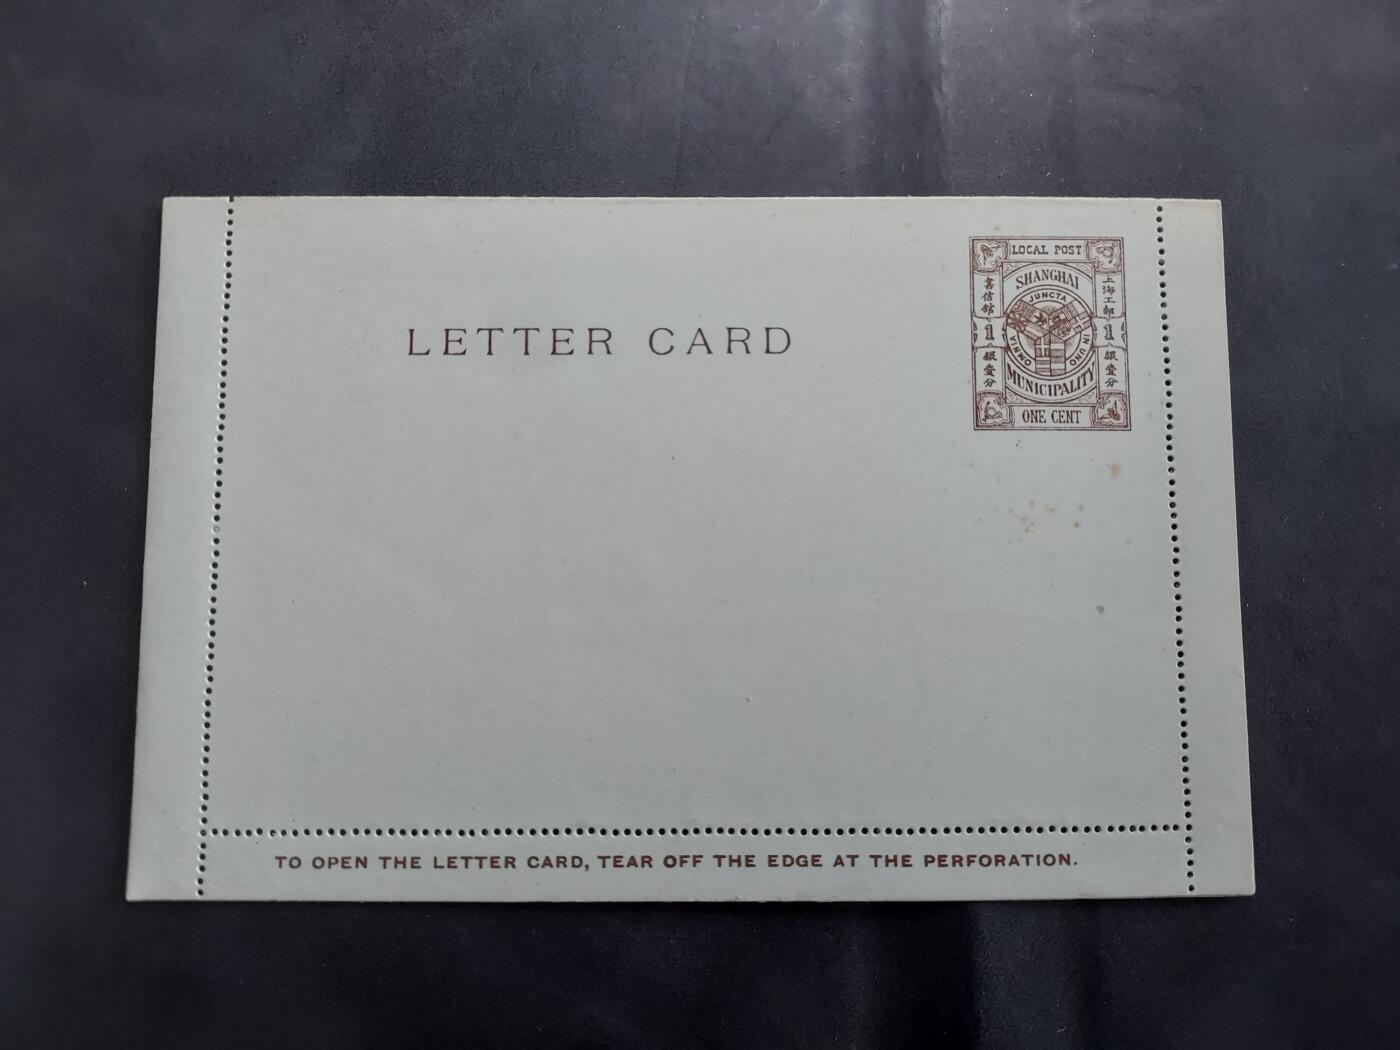 LOCAL POST
SHANGHAI
JUNCTA IN UNO OMNIA
MUNICIPALITY
上海工部
書信館
1
1
銀壹分
銀壹分
ONE CENT
LETTER CARD
TO OPEN THE LETTER CARD, TEAR OFF THE EDGE AT THE PERFORATION.